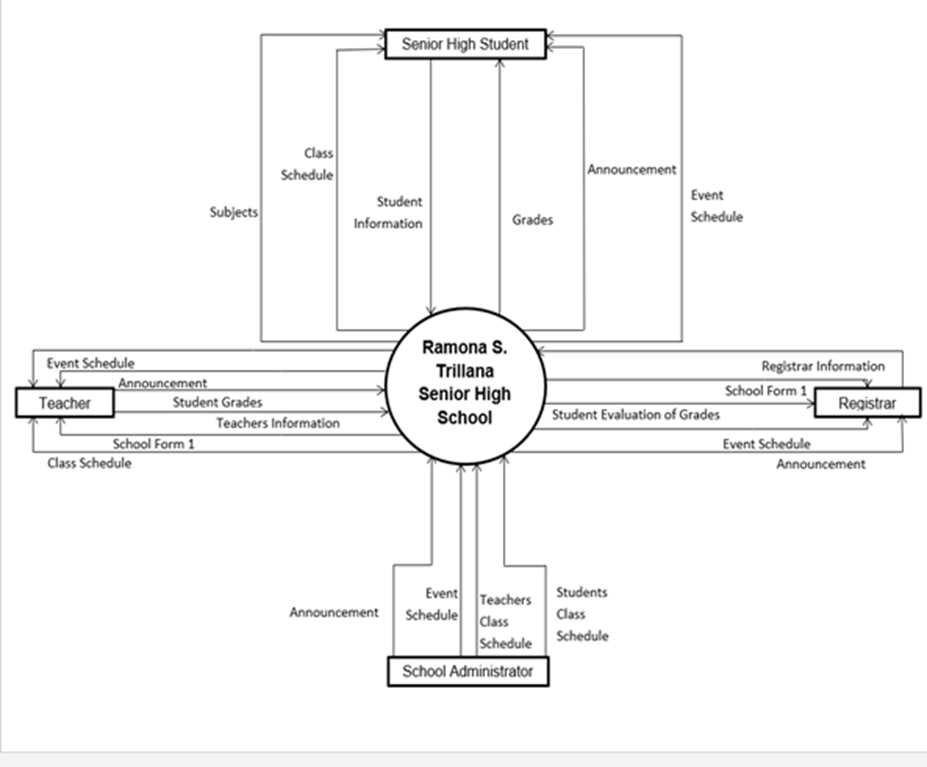 Senior High Student
Class
Schedule
Announcement
Student
Information
Subjects
Grades
Event
Schedule
Ramona S.
Trillana
Senior High
School
Event Schedule
Announcement
Teacher
Student Grades
Teachers Information
School Form 1
Class Schedule
Registrar Information
School Form 1
Registrar
Student Evaluation of Grades
Event Schedule
Announcement
Announcement
Event
Schedule
Teachers
Class
Schedule
Students
Class
Schedule
School Administrator